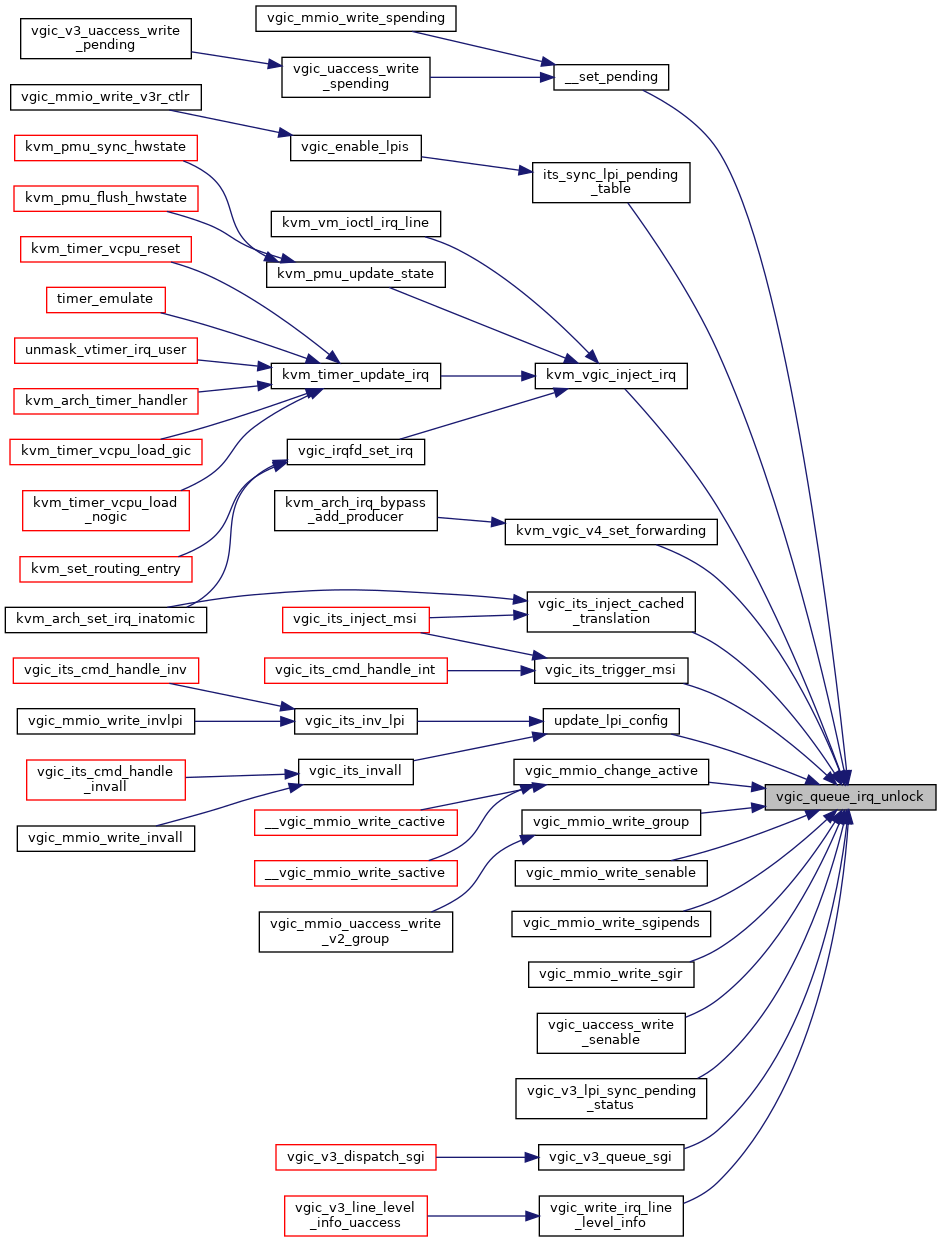 vgic_mmio_write_spending
vgic_v3_uaccess_write
_pending
vgic_uaccess_write
_spending
__set_pending
vgic_mmio_write_v3r_ctlr
kvm_pmu_sync_hwstate
vgic_enable_lpis
its_sync_lpi_pending
_table
kvm_pmu_flush_hwstate
kvm_vm_ioctl_irq_line
kvm_timer_vcpu_reset
kvm_pmu_update_state
timer_emulate
unmask_vtimer_irq_user
kvm_timer_update_irq
kvm_vgic_inject_irq
kvm_arch_timer_handler
kvm_timer_vcpu_load_gic
vgic_irqfd_set_irq
kvm_timer_vcpu_load
_nogic
kvm_arch_irq_bypass
_add_producer
kvm_vgic_v4_set_forwarding
kvm_set_routing_entry
kvm_arch_set_irq_inatomic
vgic_its_inject_msi
vgic_its_inject_cached
_translation
vgic_its_cmd_handle_inv
vgic_its_cmd_handle_int
vgic_its_trigger_msi
vgic_mmio_write_invlpi
vgic_its_inv_lpi
update_lpi_config
vgic_its_cmd_handle
_invall
vgic_its_invall
vgic_mmio_change_active
vgic_queue_irq_unlock
vgic_mmio_write_invall
__vgic_mmio_write_cactive
vgic_mmio_write_group
__vgic_mmio_write_sactive
vgic_mmio_write_senable
vgic_mmio_uaccess_write
_v2_group
vgic_mmio_write_sgipends
vgic_mmio_write_sgir
vgic_uaccess_write
_senable
vgic_v3_lpi_sync_pending
_status
vgic_v3_dispatch_sgi
vgic_v3_queue_sgi
vgic_v3_line_level
_info_uaccess
vgic_write_irq_line
_level_info